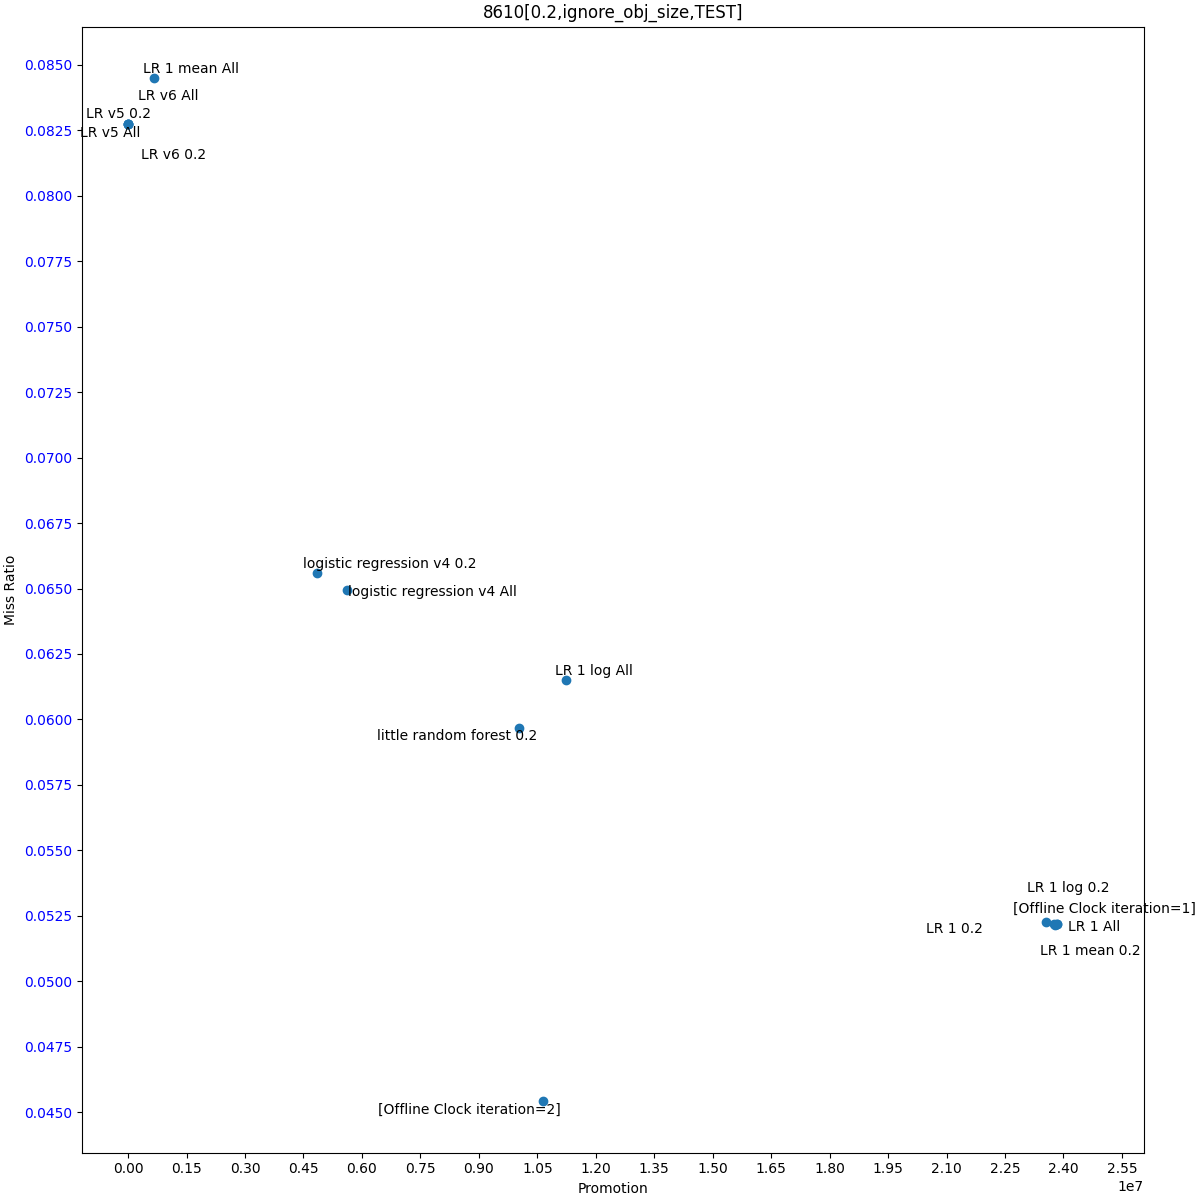 8610[0.2,ignore_obj_size,TEST]
0.0850
0.0825
0.0800
0.0775
0.0750
0.0725
0.0700
0.0675
0.0650
0.0625
0.0600
0.0575
0.0550
0.0525
0.0500
0.0475
0.0450
Miss Ratio
LR 1 mean All
LR v6 All
LR v5 0.2
LR v5 All
LR v6 0.2
logistic regression v4 0.2
logistic regression v4 All
LR 1 log All
little random forest 0.2
LR 1 log 0.2
[Offline Clock iteration=1]
LR 1 0.2
LR 1 All
LR 1 mean 0.2
[Offline Clock iteration=2]
0.00 0.15 0.30 0.45 0.60 0.75 0.90 1.05 1.20 1.35 1.50 1.65 1.80 1.95 2.10 2.25 2.40 2.55
1e7
Promotion